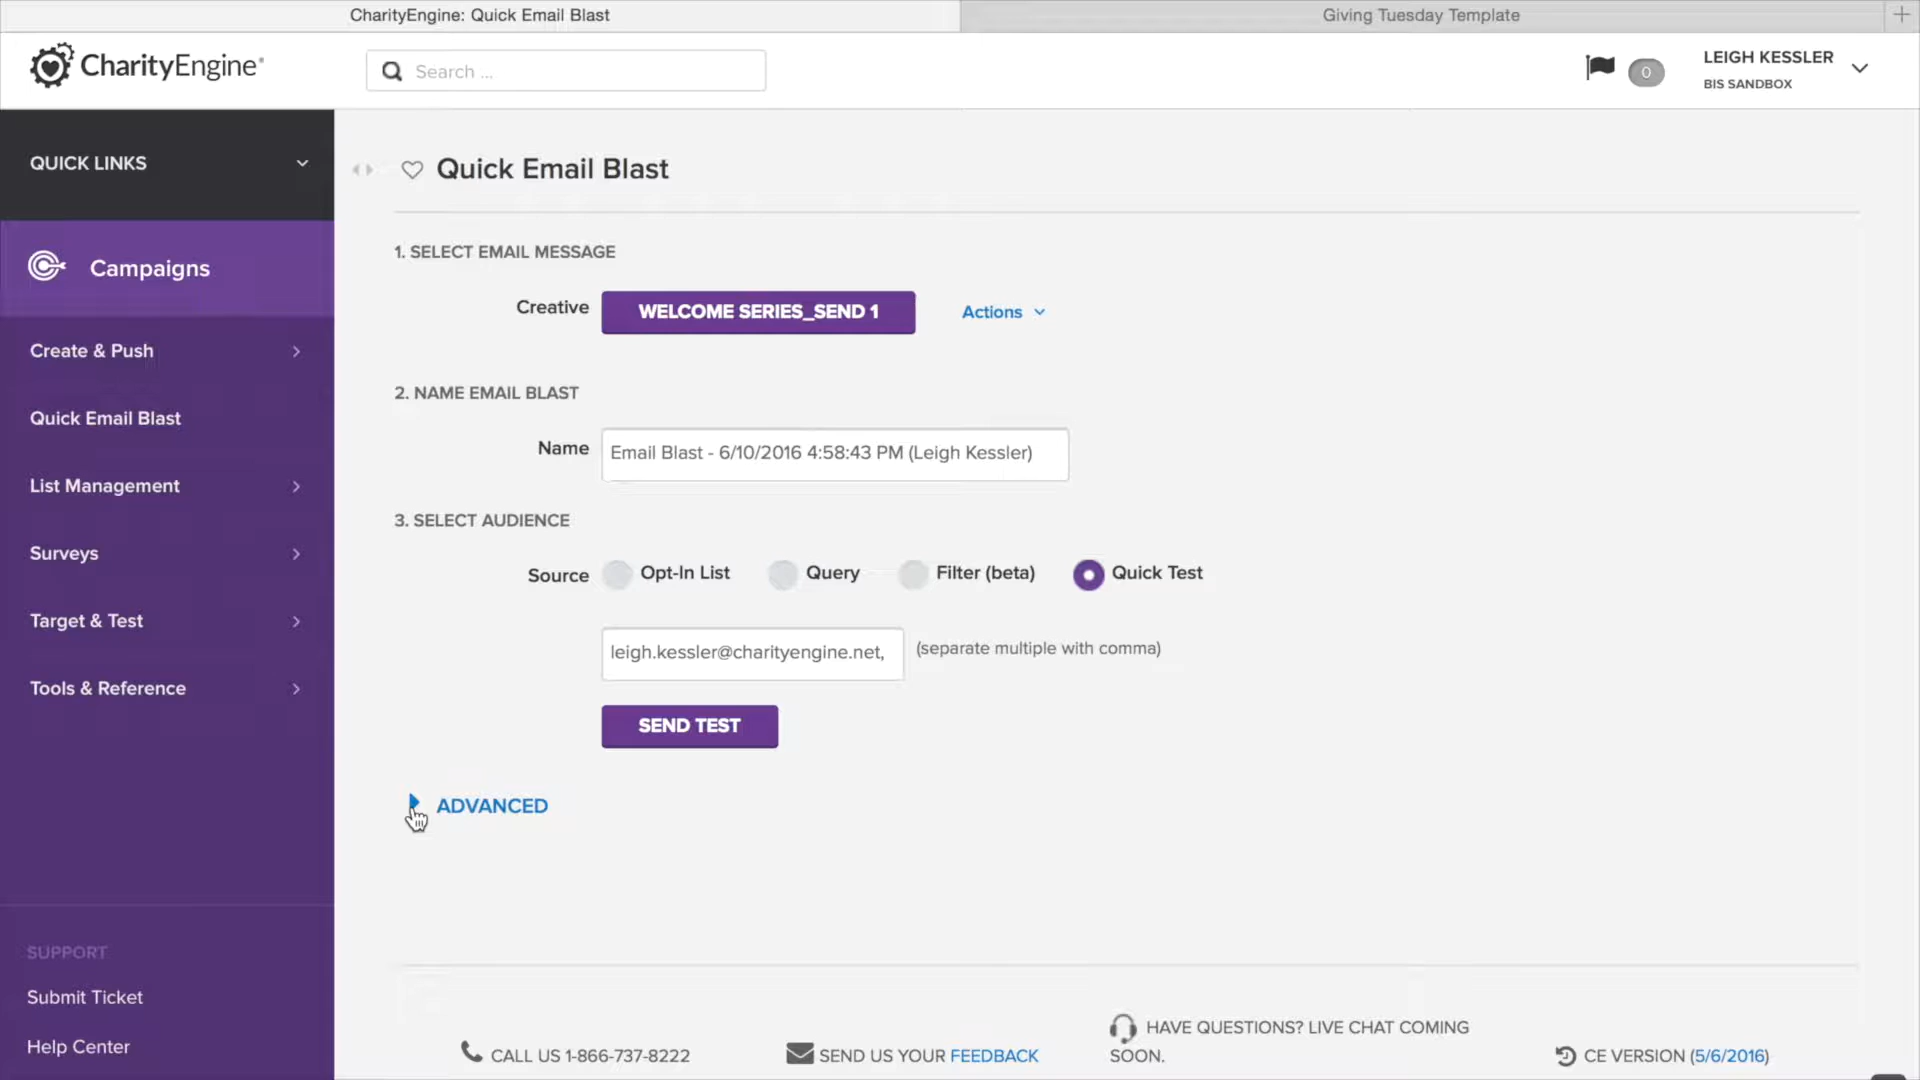 CharityEngine: Quick Email Blast
Giving Tuesday Template
CharityEngine®
Search ...
0
LEIGH KESSLER
BIS SANDBOX
QUICK LINKS
Campaigns
Create & Push
Quick Email Blast
List Management
Surveys
Target & Test
Tools & Reference
SUPPORT
Submit Ticket
Help Center
Quick Email Blast
1. SELECT EMAIL MESSAGE
Creative WELCOME SERIES_SEND 1 Actions
2. NAME EMAIL BLAST
Name Email Blast - 6/10/2016 4:58:43 PM (Leigh Kessler)
3. SELECT AUDIENCE
Source Opt-In List Query Filter (beta) Quick Test
leigh.kessler@charityengine.net, (separate multiple with comma)
SEND TEST
ADVANCED
CALL US 1-866-737-8222
SEND US YOUR FEEDBACK
HAVE QUESTIONS? LIVE CHAT COMING
SOON.
CE VERSION (5/6/2016)